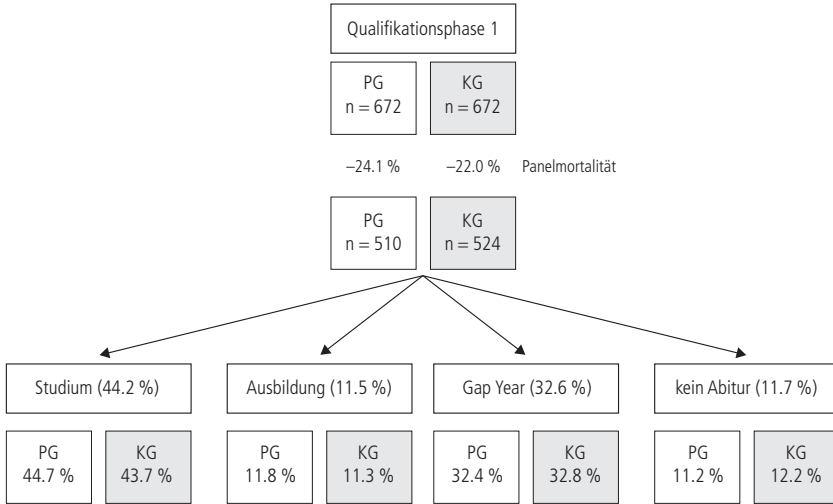 Qualifikationsphase 1
PG
n = 672
KG
n = 672
–24.1 %
–22.0 %
Panelmortalität
PG
n = 510
KG
n = 524
Studium (44.2 %)
Ausbildung (11.5 %)
Gap Year (32.6 %)
kein Abitur (11.7 %)
PG
44.7 %
KG
43.7 %
PG
11.8 %
KG
11.3 %
PG
32.4 %
KG
32.8 %
PG
11.2 %
KG
12.2 %